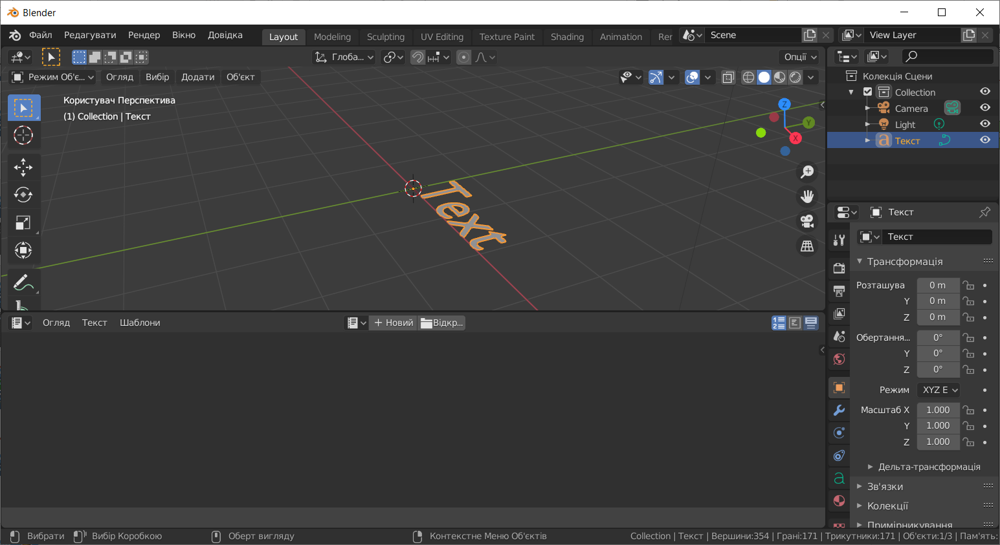 Blender
Файл Редагувати Рендер Вікно Довідка Layout Modeling Sculpting UV Editing Texture Paint Shading Animation Rer Scene View Layer
Глоба... Опції
Режим Об'є... Огляд Вибір Додати Об'єкт
Користувач Перспектива
(1) Collection | Текст
Z
Y
X
Text
Колекція Сцени
Collection
Camera
Light
a Текст
Текст
Текст
Трансформація
Розташува 0 m
Y 0 m
Z 0 m
Обертання... 0°
Y 0°
Z 0°
Режим XYZ E
Масштаб X 1.000
Y 1.000
Z 1.000
Дельта-трансформація
Зв'язки
Колекції
Примірникування
Огляд Текст Шаблони + Новий Відкр...
Вибрати Вибір Коробкою Оберт вигляду Контекстне Меню Об'єктів Collection | Текст | Вершини:354 | Грані:171 | Трикутники:171 | Об'єкти:1/3 | Пам'ять: